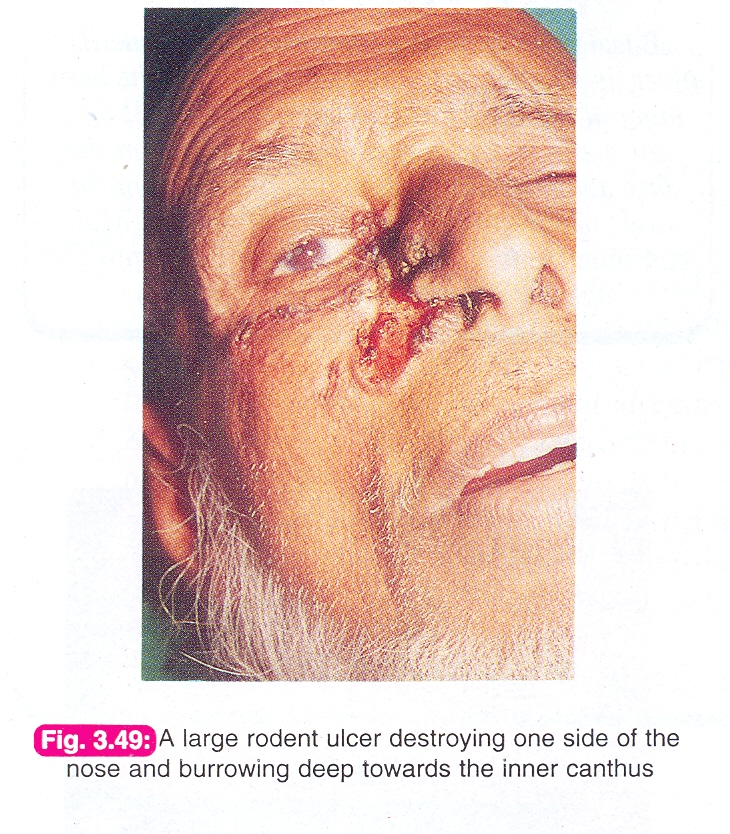 Fig. 3.49: A large rodent ulcer destroying one side of the
nose and burrowing deep towards the inner canthus